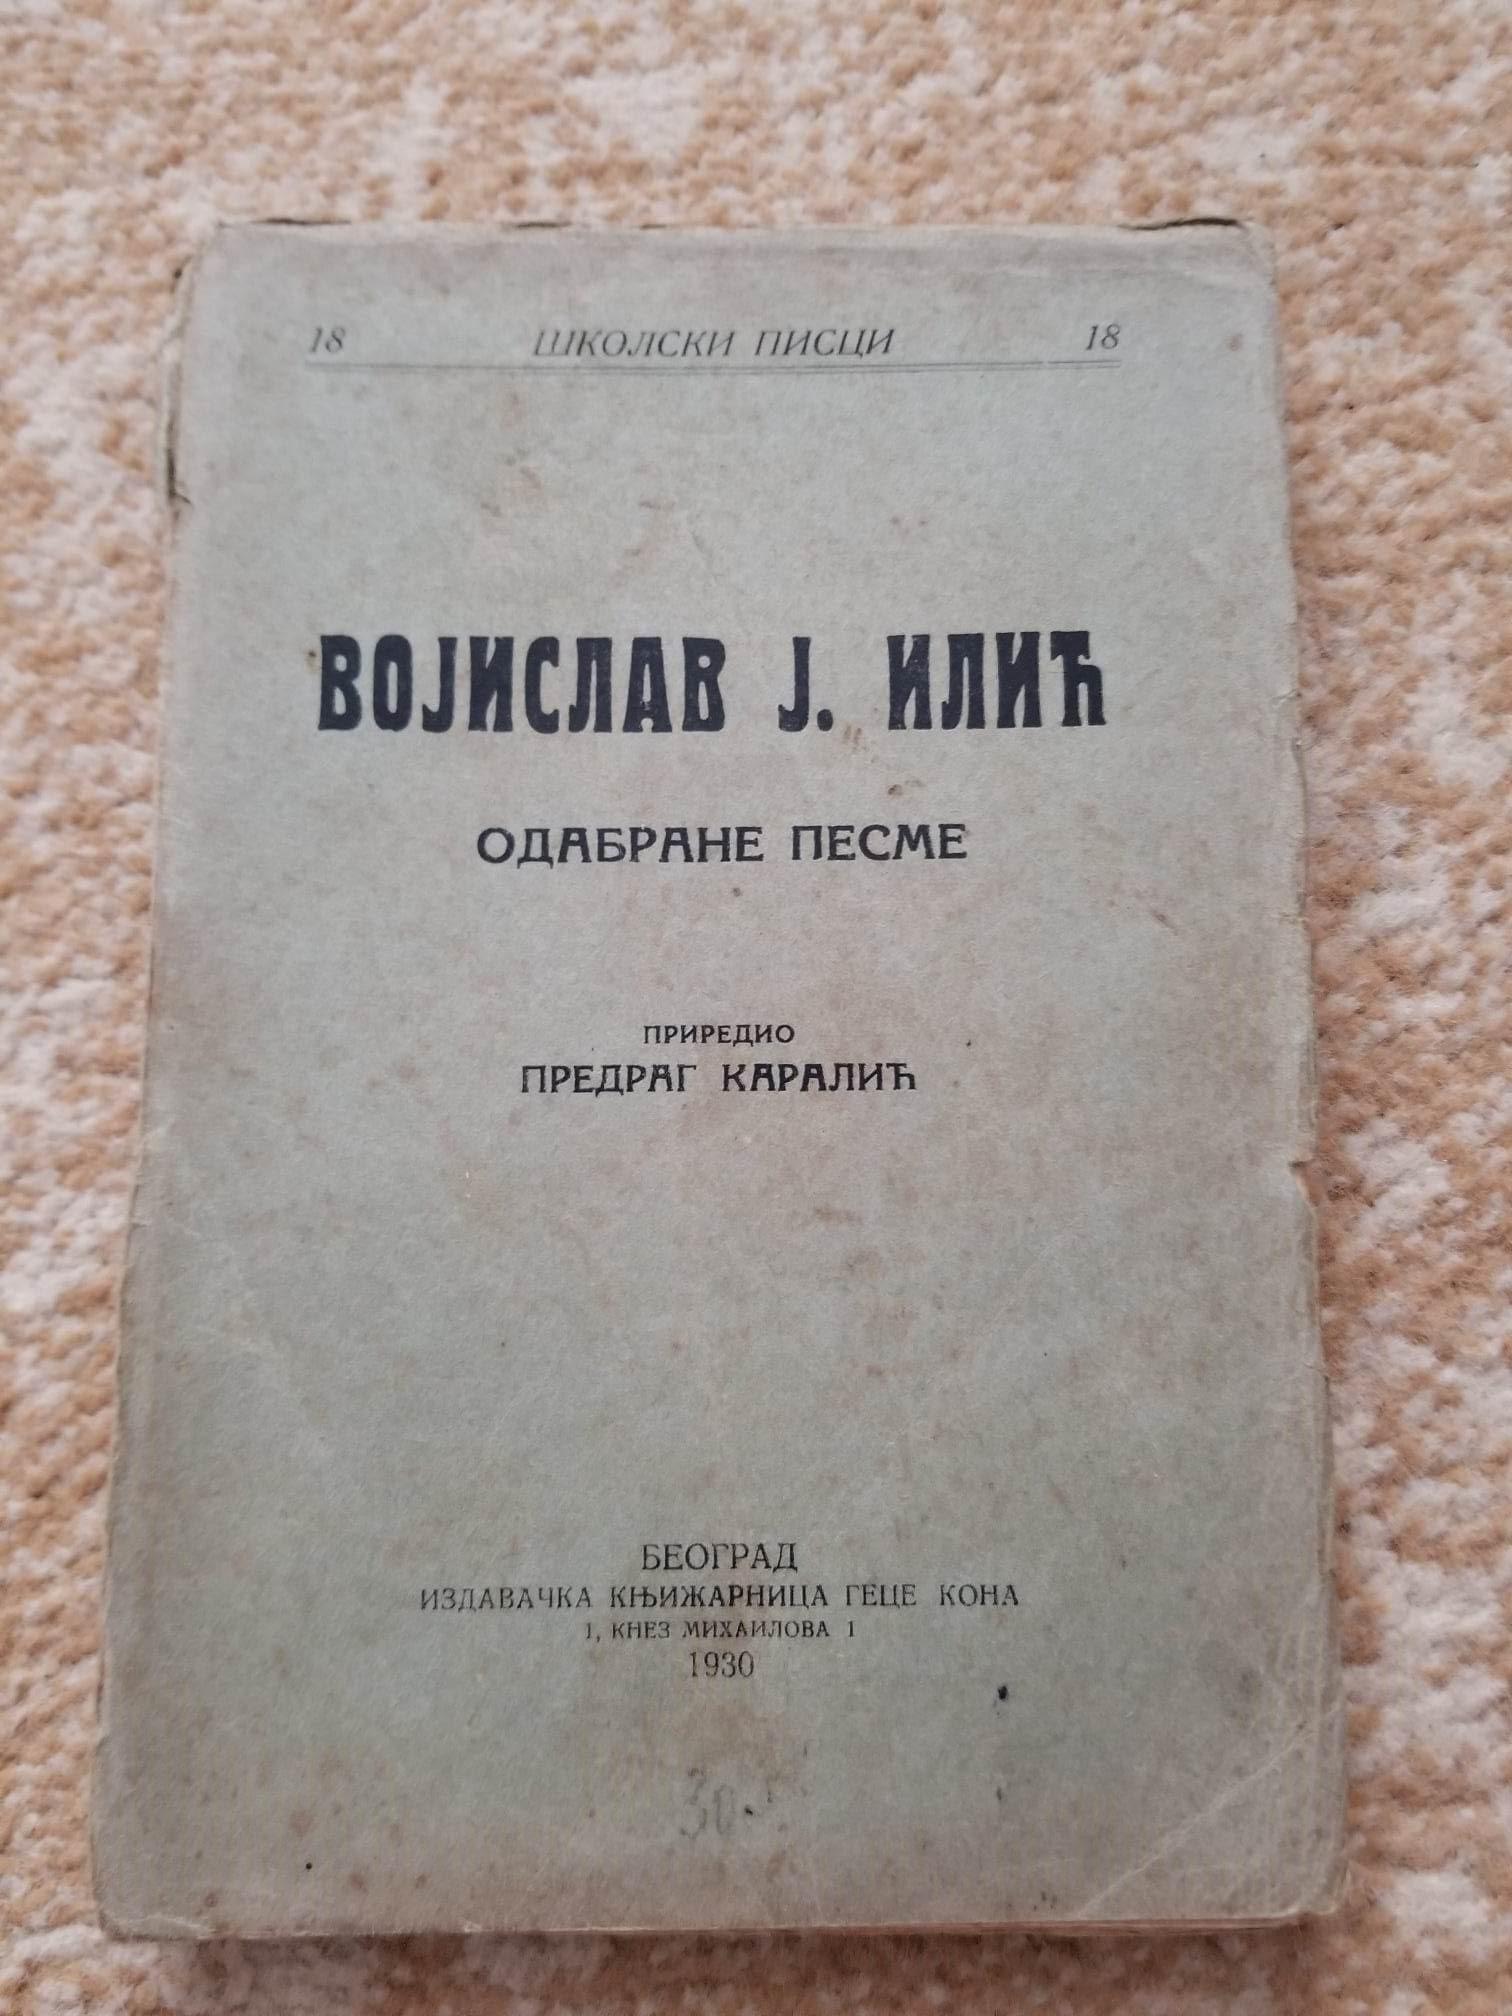 18 ШКОЛСКИ ПИСЦИ 18
ВОЈИСЛАВ Ј. ИЛИЋ
ОДАБРАНЕ ПЕСМЕ
ПРИРЕДИО
ПРЕДРАГ КАРАЛИЋ
БЕОГРАД
ИЗДАВАЧКА КЊИЖАРНИЦА ГЕЦЕ КОНА
1, КНЕЗ МИХАИЛОВА 1
1930